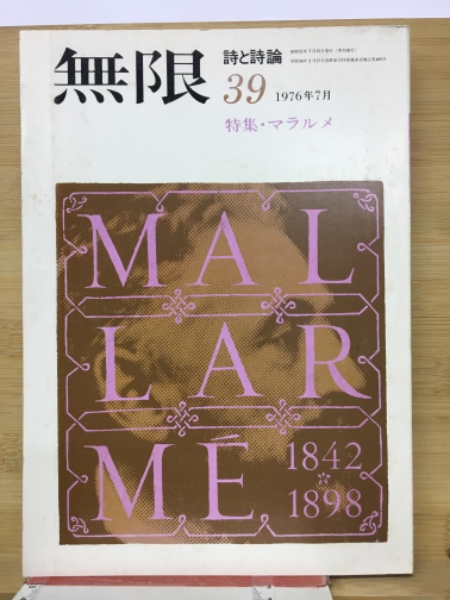 無限
詩と詩論
39
1976年7月
特集・マラルメ
MAL
LAR
MÉ
1842
1898